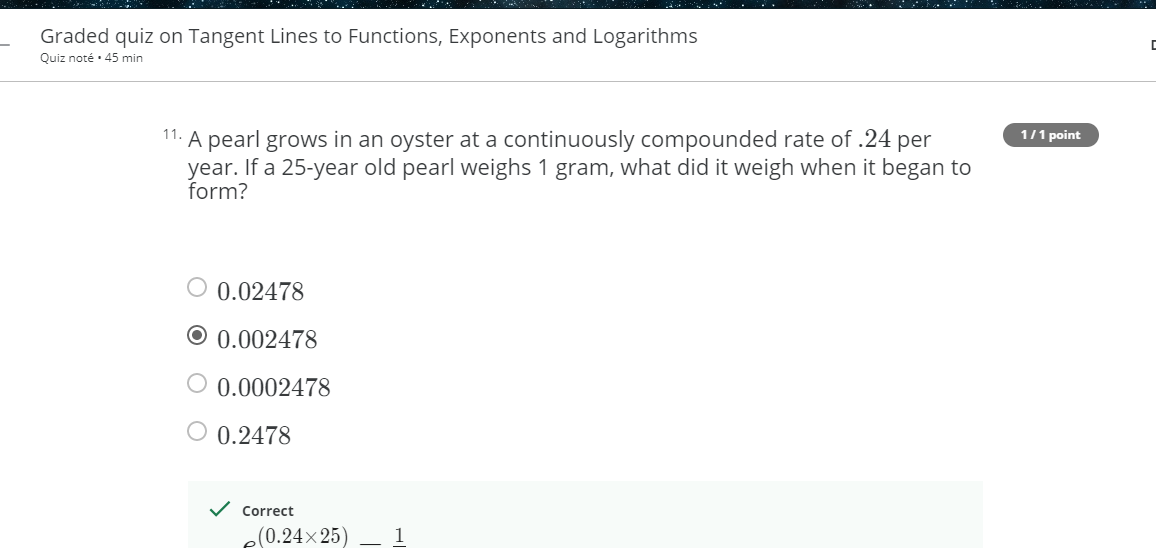 Graded quiz on Tangent Lines to Functions, Exponents and Logarithms
Quiz noté • 45 min
11. A pearl grows in an oyster at a continuously compounded rate of .24 per
year. If a 25-year old pearl weighs 1 gram, what did it weigh when it began to
form?
1 / 1 point
0.02478
0.002478
0.0002478
0.2478
Correct
e^(0.24×25) = 1